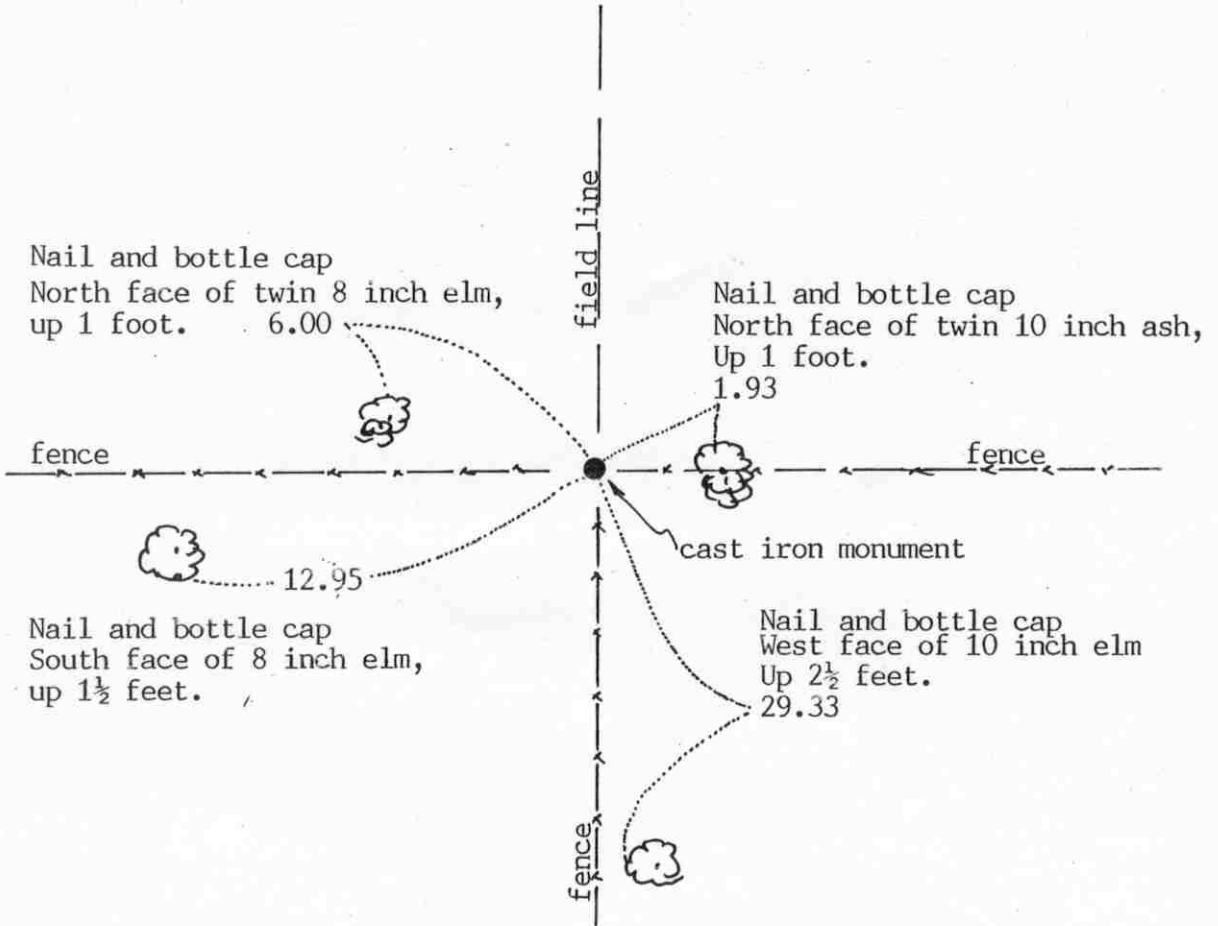 field line
Nail and bottle cap
North face of twin 8 inch elm,
up 1 foot. 6.00
Nail and bottle cap
North face of twin 10 inch ash,
Up 1 foot.
1.93
fence
fence
cast iron monument
12.95
Nail and bottle cap
South face of 8 inch elm,
up 1½ feet.
Nail and bottle cap
West face of 10 inch elm
Up 2½ feet.
29.33
fence